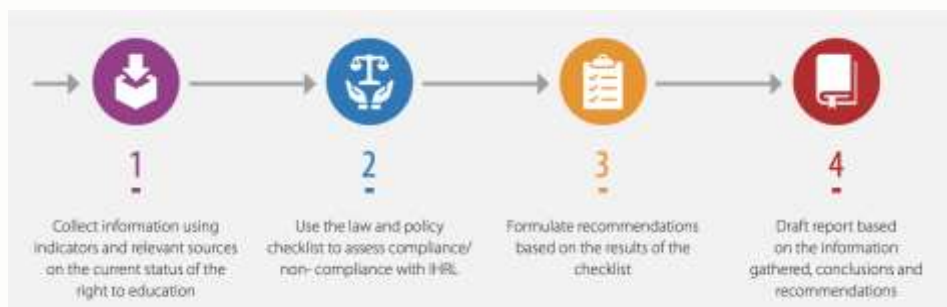 1
Collect information using
indicators and relevant sources
on the current status of the
right to education
2
Use the law and policy
checklist to assess compliance/
non- compliance with IHRL
3
Formulate recommendations
based on the results of the
checklist
4
Draft report based
on the information
gathered, conclusions and
recommendations